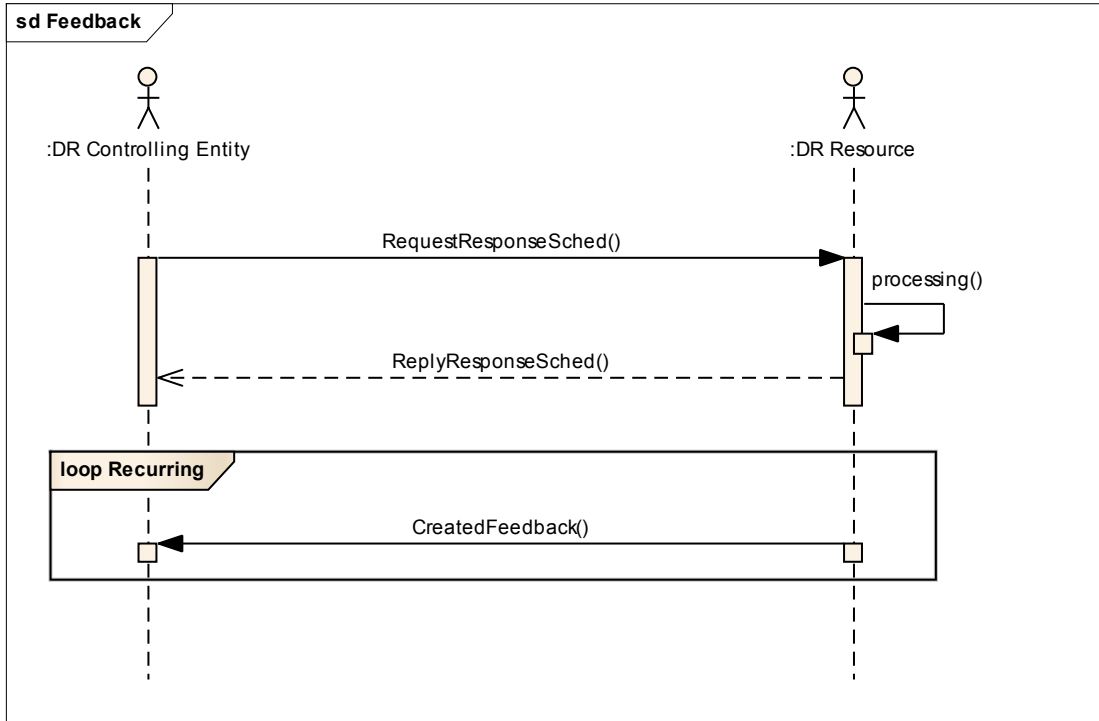 sd Feedback
:DR Controlling Entity
:DR Resource
RequestResponseSched()
processing()
ReplyResponseSched()
loop Recurring
CreatedFeedback()